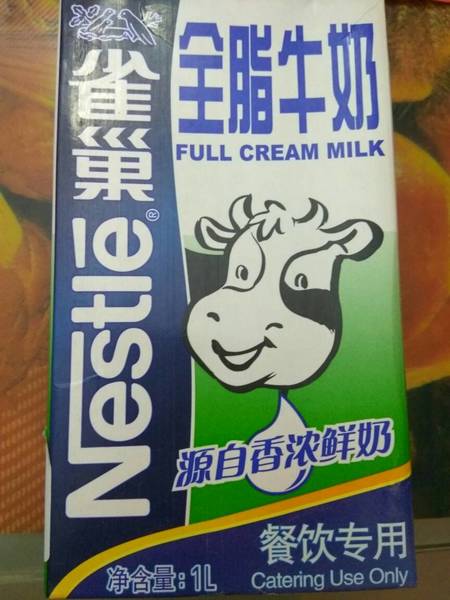 雀巢
Nestlē®
全脂牛奶
FULL CREAM MILK
源自香浓鲜奶
餐饮专用
净含量:1L
Catering Use Only